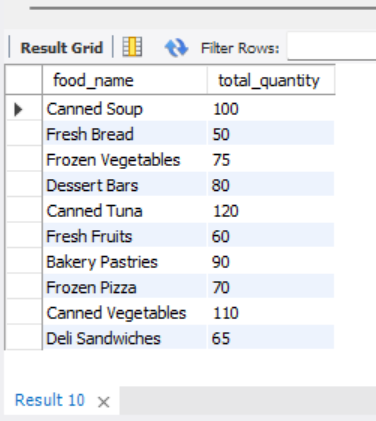 Result Grid Filter Rows:
food_name total_quantity
Canned Soup 100
Fresh Bread 50
Frozen Vegetables 75
Dessert Bars 80
Canned Tuna 120
Fresh Fruits 60
Bakery Pastries 90
Frozen Pizza 70
Canned Vegetables 110
Deli Sandwiches 65
Result 10